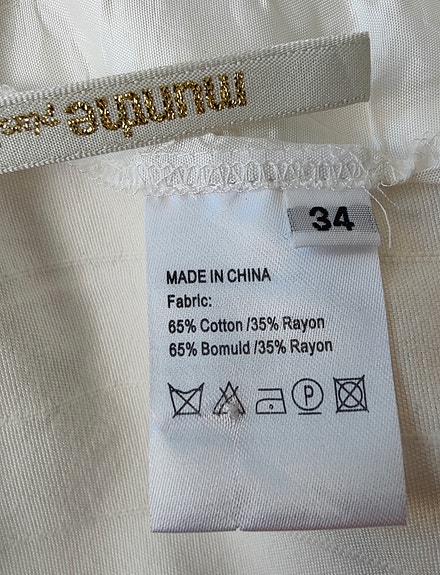 munthe
34
MADE IN CHINA
Fabric:
65% Cotton /35% Rayon
65% Bomuld /35% Rayon
P